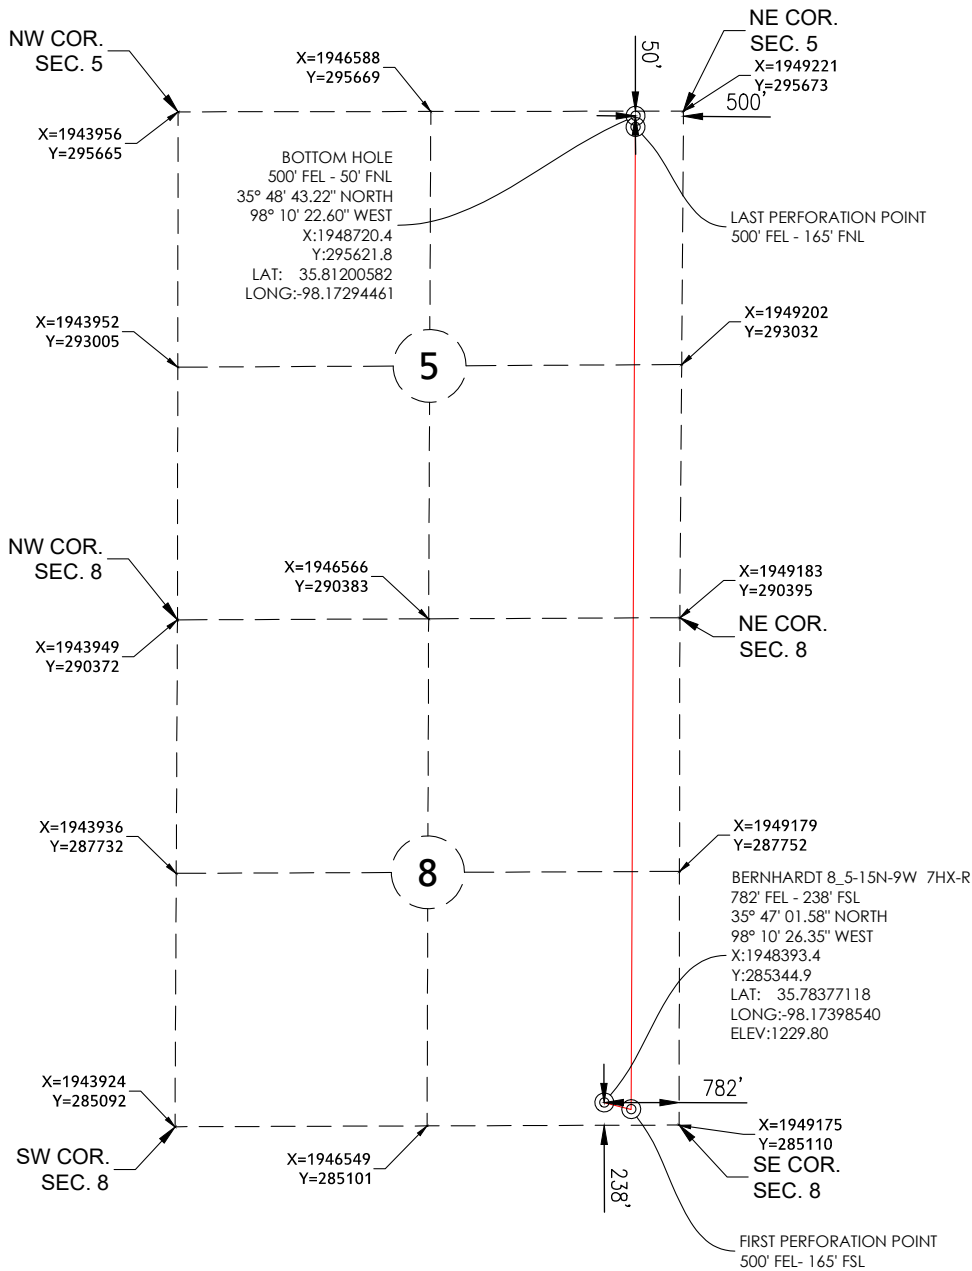 NE COR.
SEC. 5
NW COR.
SEC. 5
X=1946588
Y=295669
50'
X=1949221
Y=295673
500'
X=1943956
Y=295665
BOTTOM HOLE
500' FEL - 50' FNL
35° 48' 43.22" NORTH
98° 10' 22.60" WEST
X:1948720.4
Y:295621.8
LAT: 35.81200582
LONG:-98.17294461
LAST PERFORATION POINT
500' FEL - 165' FNL
X=1943952
Y=293005
X=1949202
Y=293032
5
NW COR.
SEC. 8
X=1946566
Y=290383
X=1949183
Y=290395
NE COR.
SEC. 8
X=1943949
Y=290372
X=1943936
Y=287732
X=1949179
Y=287752
8
BERNHARDT 8_5-15N-9W 7HX-R
782' FEL - 238' FSL
35° 47' 01.58" NORTH
98° 10' 26.35" WEST
X:1948393.4
Y:285344.9
LAT: 35.78377118
LONG:-98.17398540
ELEV:1229.80
X=1943924
Y=285092
782'
X=1949175
Y=285110
SW COR.
SEC. 8
X=1946549
Y=285101
238'
SE COR.
SEC. 8
FIRST PERFORATION POINT
500' FEL- 165' FSL